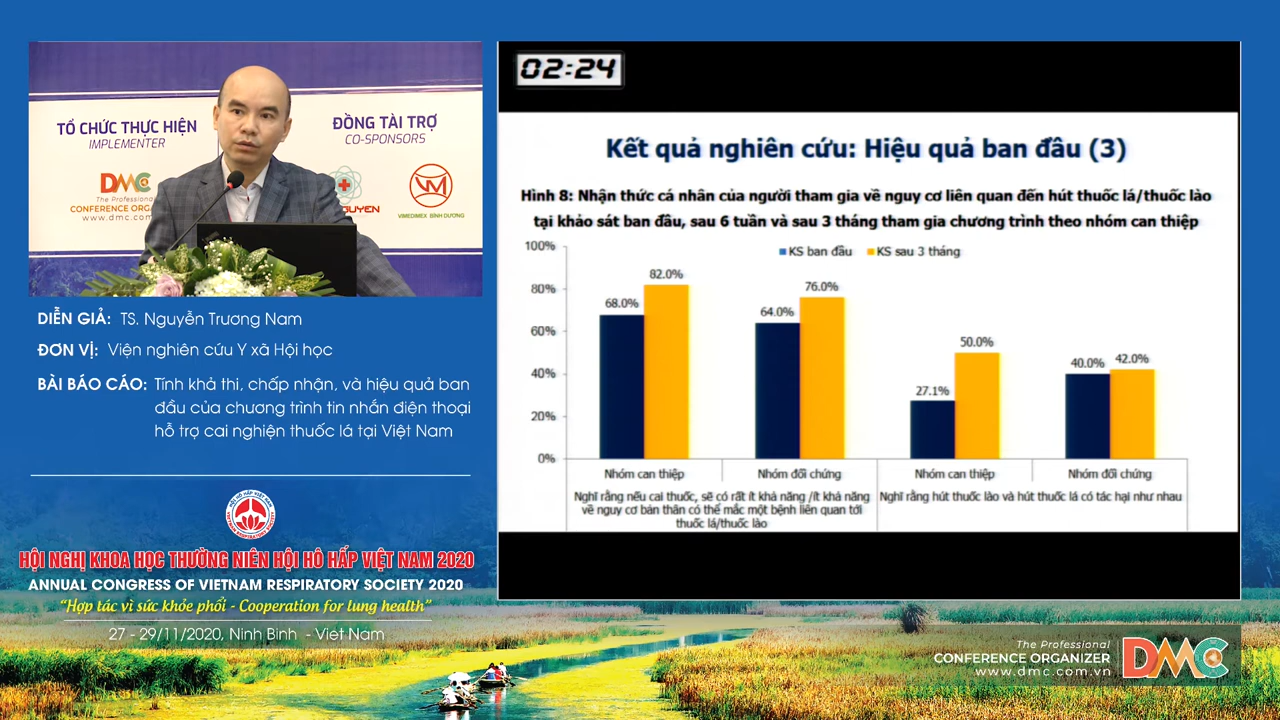 TỔ CHỨC THỰC HIỆN
IMPLEMENTER
ĐỒNG TÀI TRỢ
CO-SPONSORS
DMC
The Professional
CONFERENCE ORGA
www.dmc.com
VM
VIMEDIMEX BÌNH DƯƠNG
DIỄN GIẢ: TS. Nguyễn Trương Nam
ĐƠN VỊ: Viện nghiên cứu Y xã Hội học
BÀI BÁO CÁO: Tính khả thi, chấp nhận, và hiệu quả ban
đầu của chương trình tin nhắn điện thoại
hỗ trợ cai nghiện thuốc lá tại Việt Nam
HỘI HÔ HẤP VIỆT NAM
VIETNAM RESPIRATORY SOCIETY
HỘI NGHỊ KHOA HỌC THƯỜNG NIÊN HỘI HÔ HẤP VIỆT NAM 2020
ANNUAL CONGRESS OF VIETNAM RESPIRATORY SOCIETY 2020
“Hợp tác vì sức khỏe phổi - Cooperation for lung health”
27 - 29/11/2020, Ninh Bình - Việt Nam
02:24
Kết quả nghiên cứu: Hiệu quả ban đầu (3)
Hình 8: Nhận thức cá nhân của người tham gia về nguy cơ liên quan đến hút thuốc lá/thuốc lào
tại khảo sát ban đầu, sau 6 tuần và sau 3 tháng tham gia chương trình theo nhóm can thiệp
KS ban đầu KS sau 3 tháng
100%
80%
60%
40%
20%
0%
68.0% 82.0% 64.0% 76.0% 27.1% 50.0% 40.0% 42.0%
Nhóm can thiệp Nhóm đối chứng Nhóm can thiệp Nhóm đối chứng
Nghĩ rằng nếu cai thuốc, sẽ có rất ít khả năng /ít khả năng
về nguy cơ bản thân có thể mắc một bệnh liên quan tới
thuốc lá/thuốc lào
Nghĩ rằng hút thuốc lào và hút thuốc lá có tác hại như nhau
The Professional
CONFERENCE ORGANIZER
www.dmc.com.vn
DMC